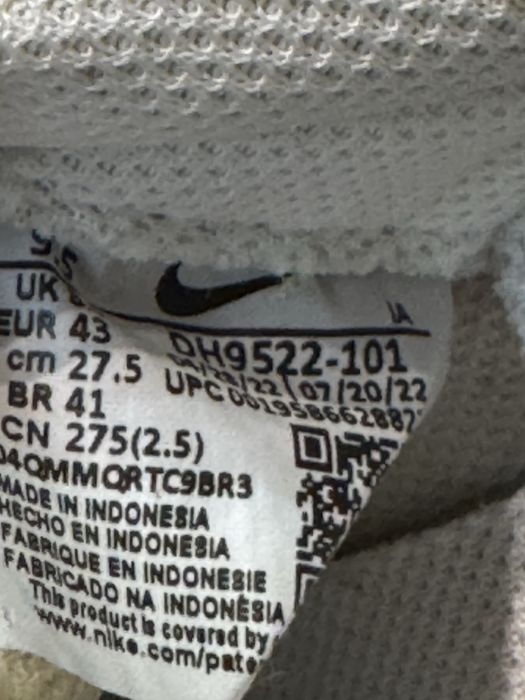 UK
IA
EUR 43
DH9522-101
cm 27.5
07/20/22
BR 41
UPC
CN 275(2.5)
MADE IN INDONESIA
HECHO EN INDONESIA
FABRIQUE EN INDONESIE
FABRICADO NA INDONÉSIA
This product is covered by
www.nike.com/pate